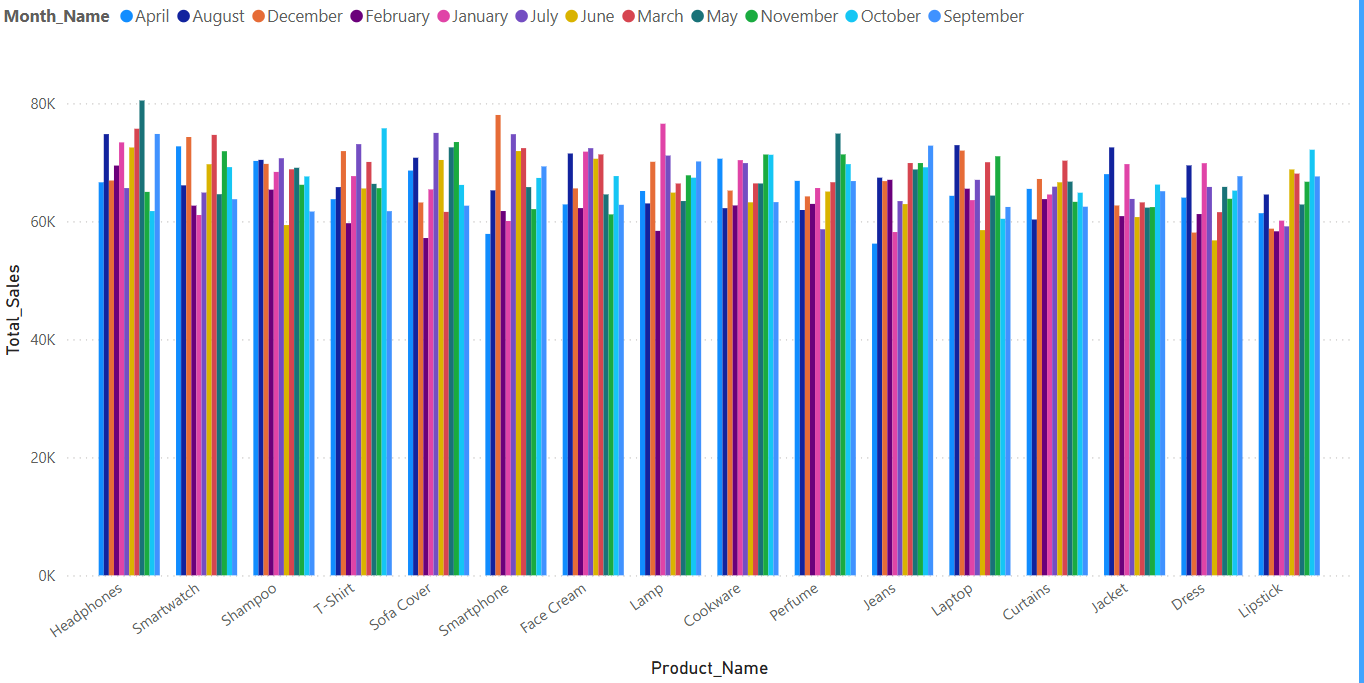 Month_Name April August December February January July June March May November October September
80K
60K
40K
20K
0K
Total_Sales
Headphones
Smartwatch
Shampoo
T-Shirt
Sofa Cover
Smartphone
Face Cream
Lamp
Cookware
Perfume
Jeans
Laptop
Curtains
Jacket
Dress
Lipstick
Product_Name